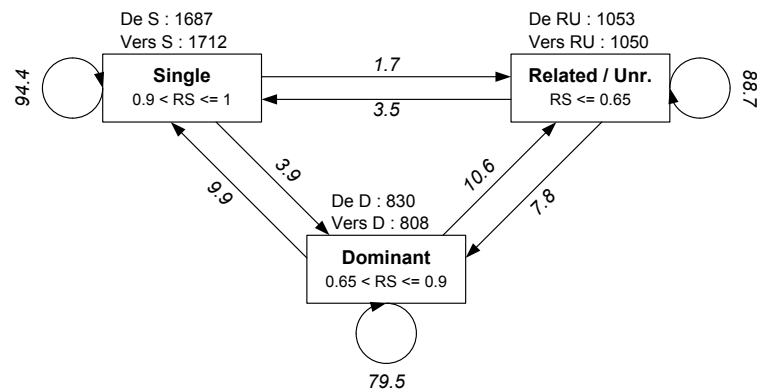 De S : 1687
Vers S : 1712
Single
0.9 < RS <= 1
94.4
1.7
3.5
De RU : 1053
Vers RU : 1050
Related / Unr.
RS <= 0.65
88.7
3.9
9.9
10.6
7.8
De D : 830
Vers D : 808
Dominant
0.65 < RS <= 0.9
79.5